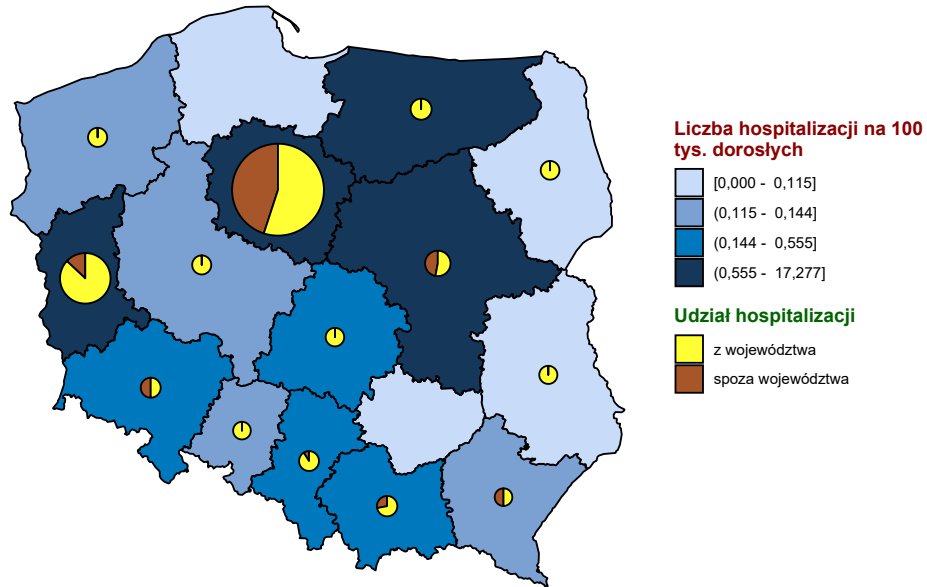 Liczba hospitalizacji na 100
tys. dorosłych
[0,000 - 0,115]
(0,115 - 0,144]
(0,144 - 0,555]
(0,555 - 17,277]
Udział hospitalizacji
z województwa
spoza województwa